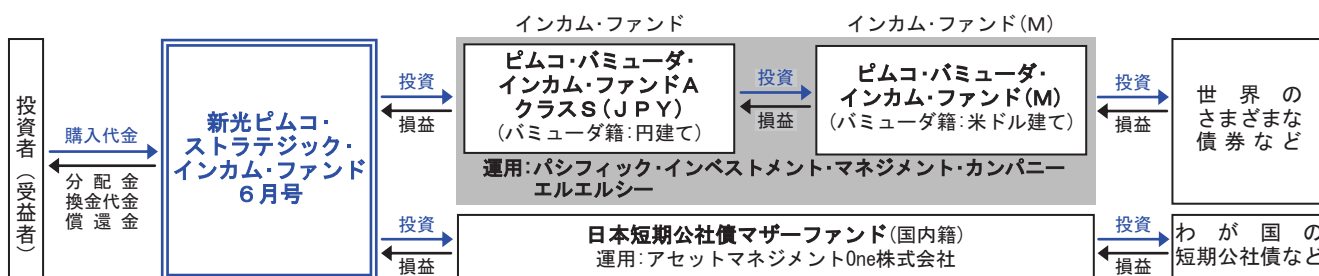 インカム・ファンド
インカム・ファンド(M)
投資者(受益者)
購入代金
分配金
換金代金
償還金
新光ピムコ・
ストラテジック・
インカム・ファンド
6月号
投資
損益
ピムコ・バミューダ・
インカム・ファンドA
クラスS(JPY)
(バミューダ籍:円建て)
投資
損益
ピムコ・バミューダ・
インカム・ファンド(M)
(バミューダ籍:米ドル建て)
運用:パシフィック・インベストメント・マネジメント・カンパニー
エルエルシー
投資
損益
世界の
さまざまな
債券など
投資
損益
日本短期公社債マザーファンド(国内籍)
運用:アセットマネジメントOne株式会社
投資
損益
わが国の
短期公社債など